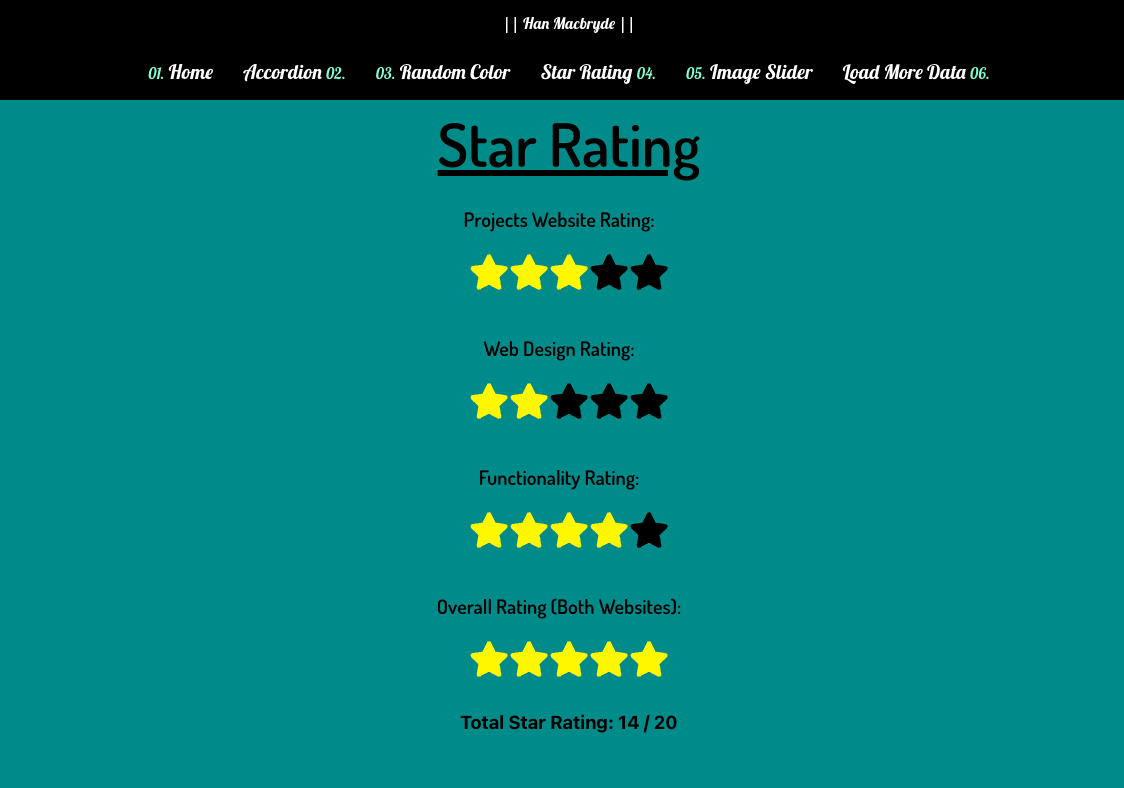 || Han Macbryde ||
01. Home Accordion 02. 03. Random Color Star Rating 04. 05. Image Slider Load More Data 06.
Star Rating
Projects Website Rating:
Web Design Rating:
Functionality Rating:
Overall Rating (Both Websites):
Total Star Rating: 14 / 20